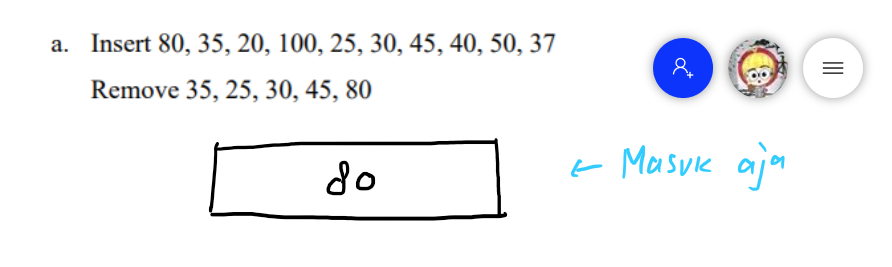 a. Insert 80, 35, 20, 100, 25, 30, 45, 40, 50, 37
Remove 35, 25, 30, 45, 80
80 ← Masuk aja